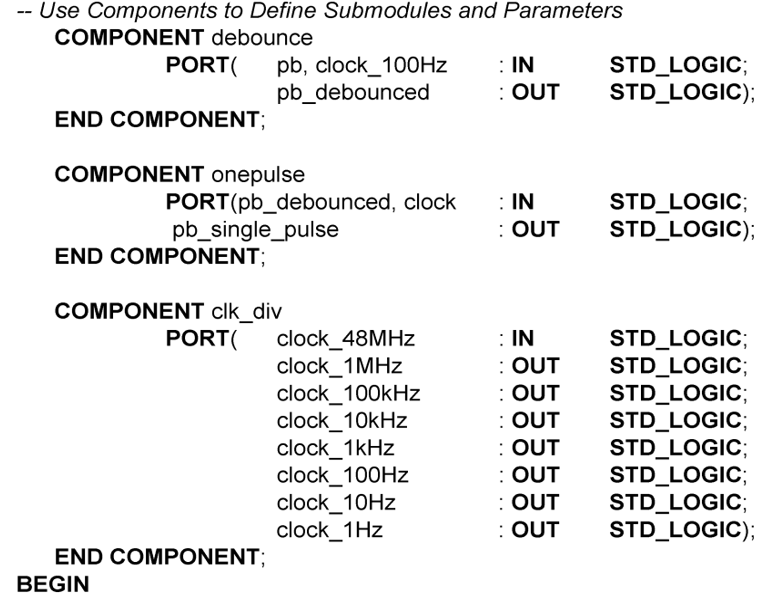 -- Use Components to Define Submodules and Parameters
COMPONENT debounce
PORT( pb, clock_100Hz : IN STD_LOGIC;
pb_debounced : OUT STD_LOGIC);
END COMPONENT;
COMPONENT onepulse
PORT(pb_debounced, clock : IN STD_LOGIC;
pb_single_pulse : OUT STD_LOGIC);
END COMPONENT;
COMPONENT clk_div
PORT( clock_48MHz : IN STD_LOGIC;
clock_1MHz : OUT STD_LOGIC;
clock_100kHz : OUT STD_LOGIC;
clock_10kHz : OUT STD_LOGIC;
clock_1kHz : OUT STD_LOGIC;
clock_100Hz : OUT STD_LOGIC;
clock_10Hz : OUT STD_LOGIC;
clock_1Hz : OUT STD_LOGIC);
END COMPONENT;
BEGIN